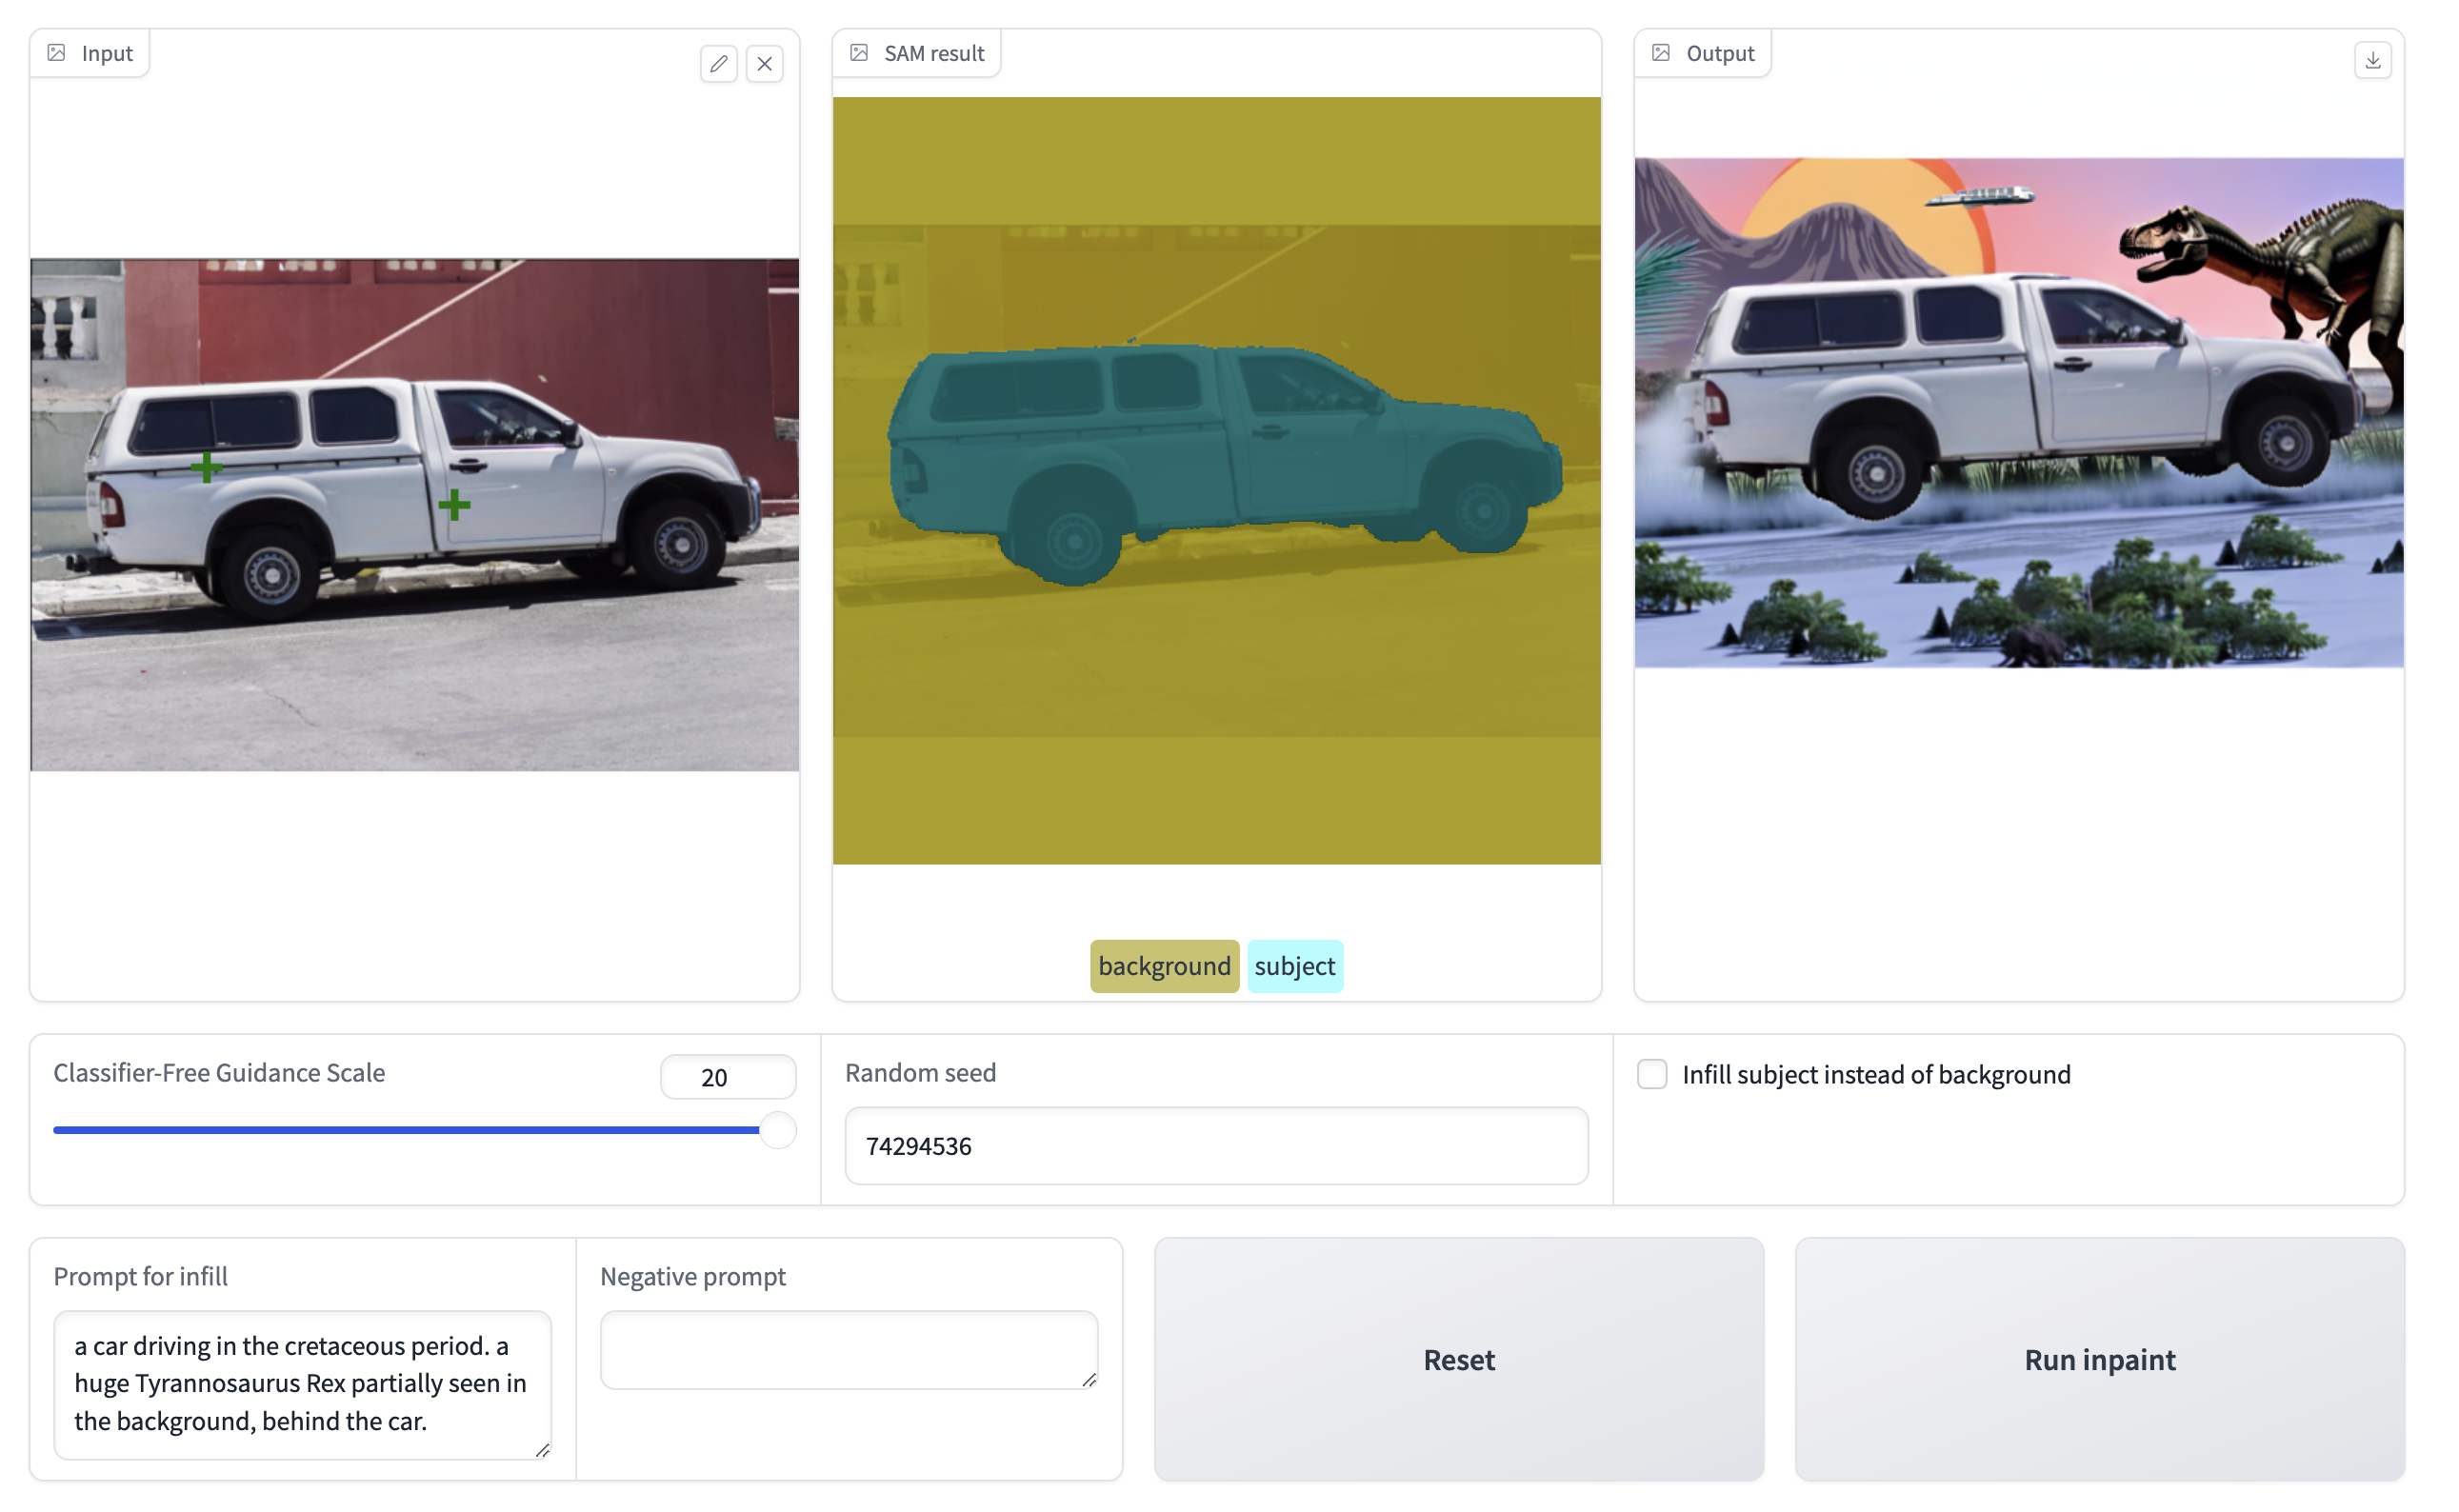 Input
SAM result
Output
background subject
Classifier-Free Guidance Scale
20
Random seed
74294536
Infill subject instead of background
Prompt for infill
a car driving in the cretaceous period. a
huge Tyrannosaurus Rex partially seen in
the background, behind the car.
Negative prompt
Reset
Run inpaint